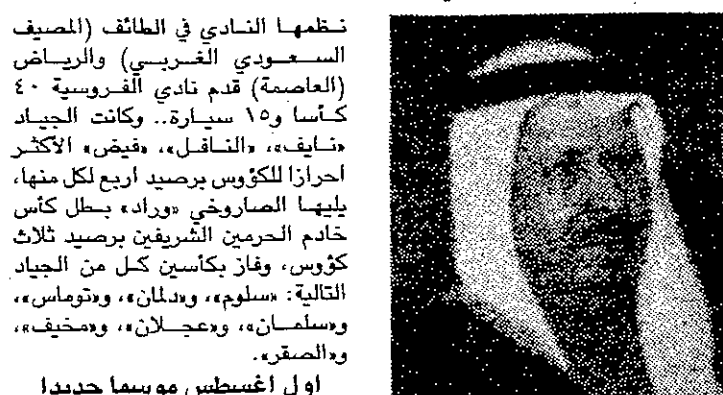 نظمها النادي في الطائف (المصيف
السعودي الغربي) والرياض
(العاصمة) قدم نادي الفروسية ٤٠
كأسا و١٥ سيارة.. وكانت الجياد
«نايف»، «النافل»، «فيض» الأكثر
احرازا للكؤوس برصيد اربع لكل منها،
يليها الصاروخي «وراد» بطل كأس
خادم الحرمين الشريفين برصيد ثلاث
كؤوس، وفاز بكأسين كل من الجياد
التالية: «سلوم»، و«دلمان»، و«توماس»،
و«سلمان»، و«عجلان»، و«مخيف»،
و«الصقر».
اول اغسطس موسما جديدا